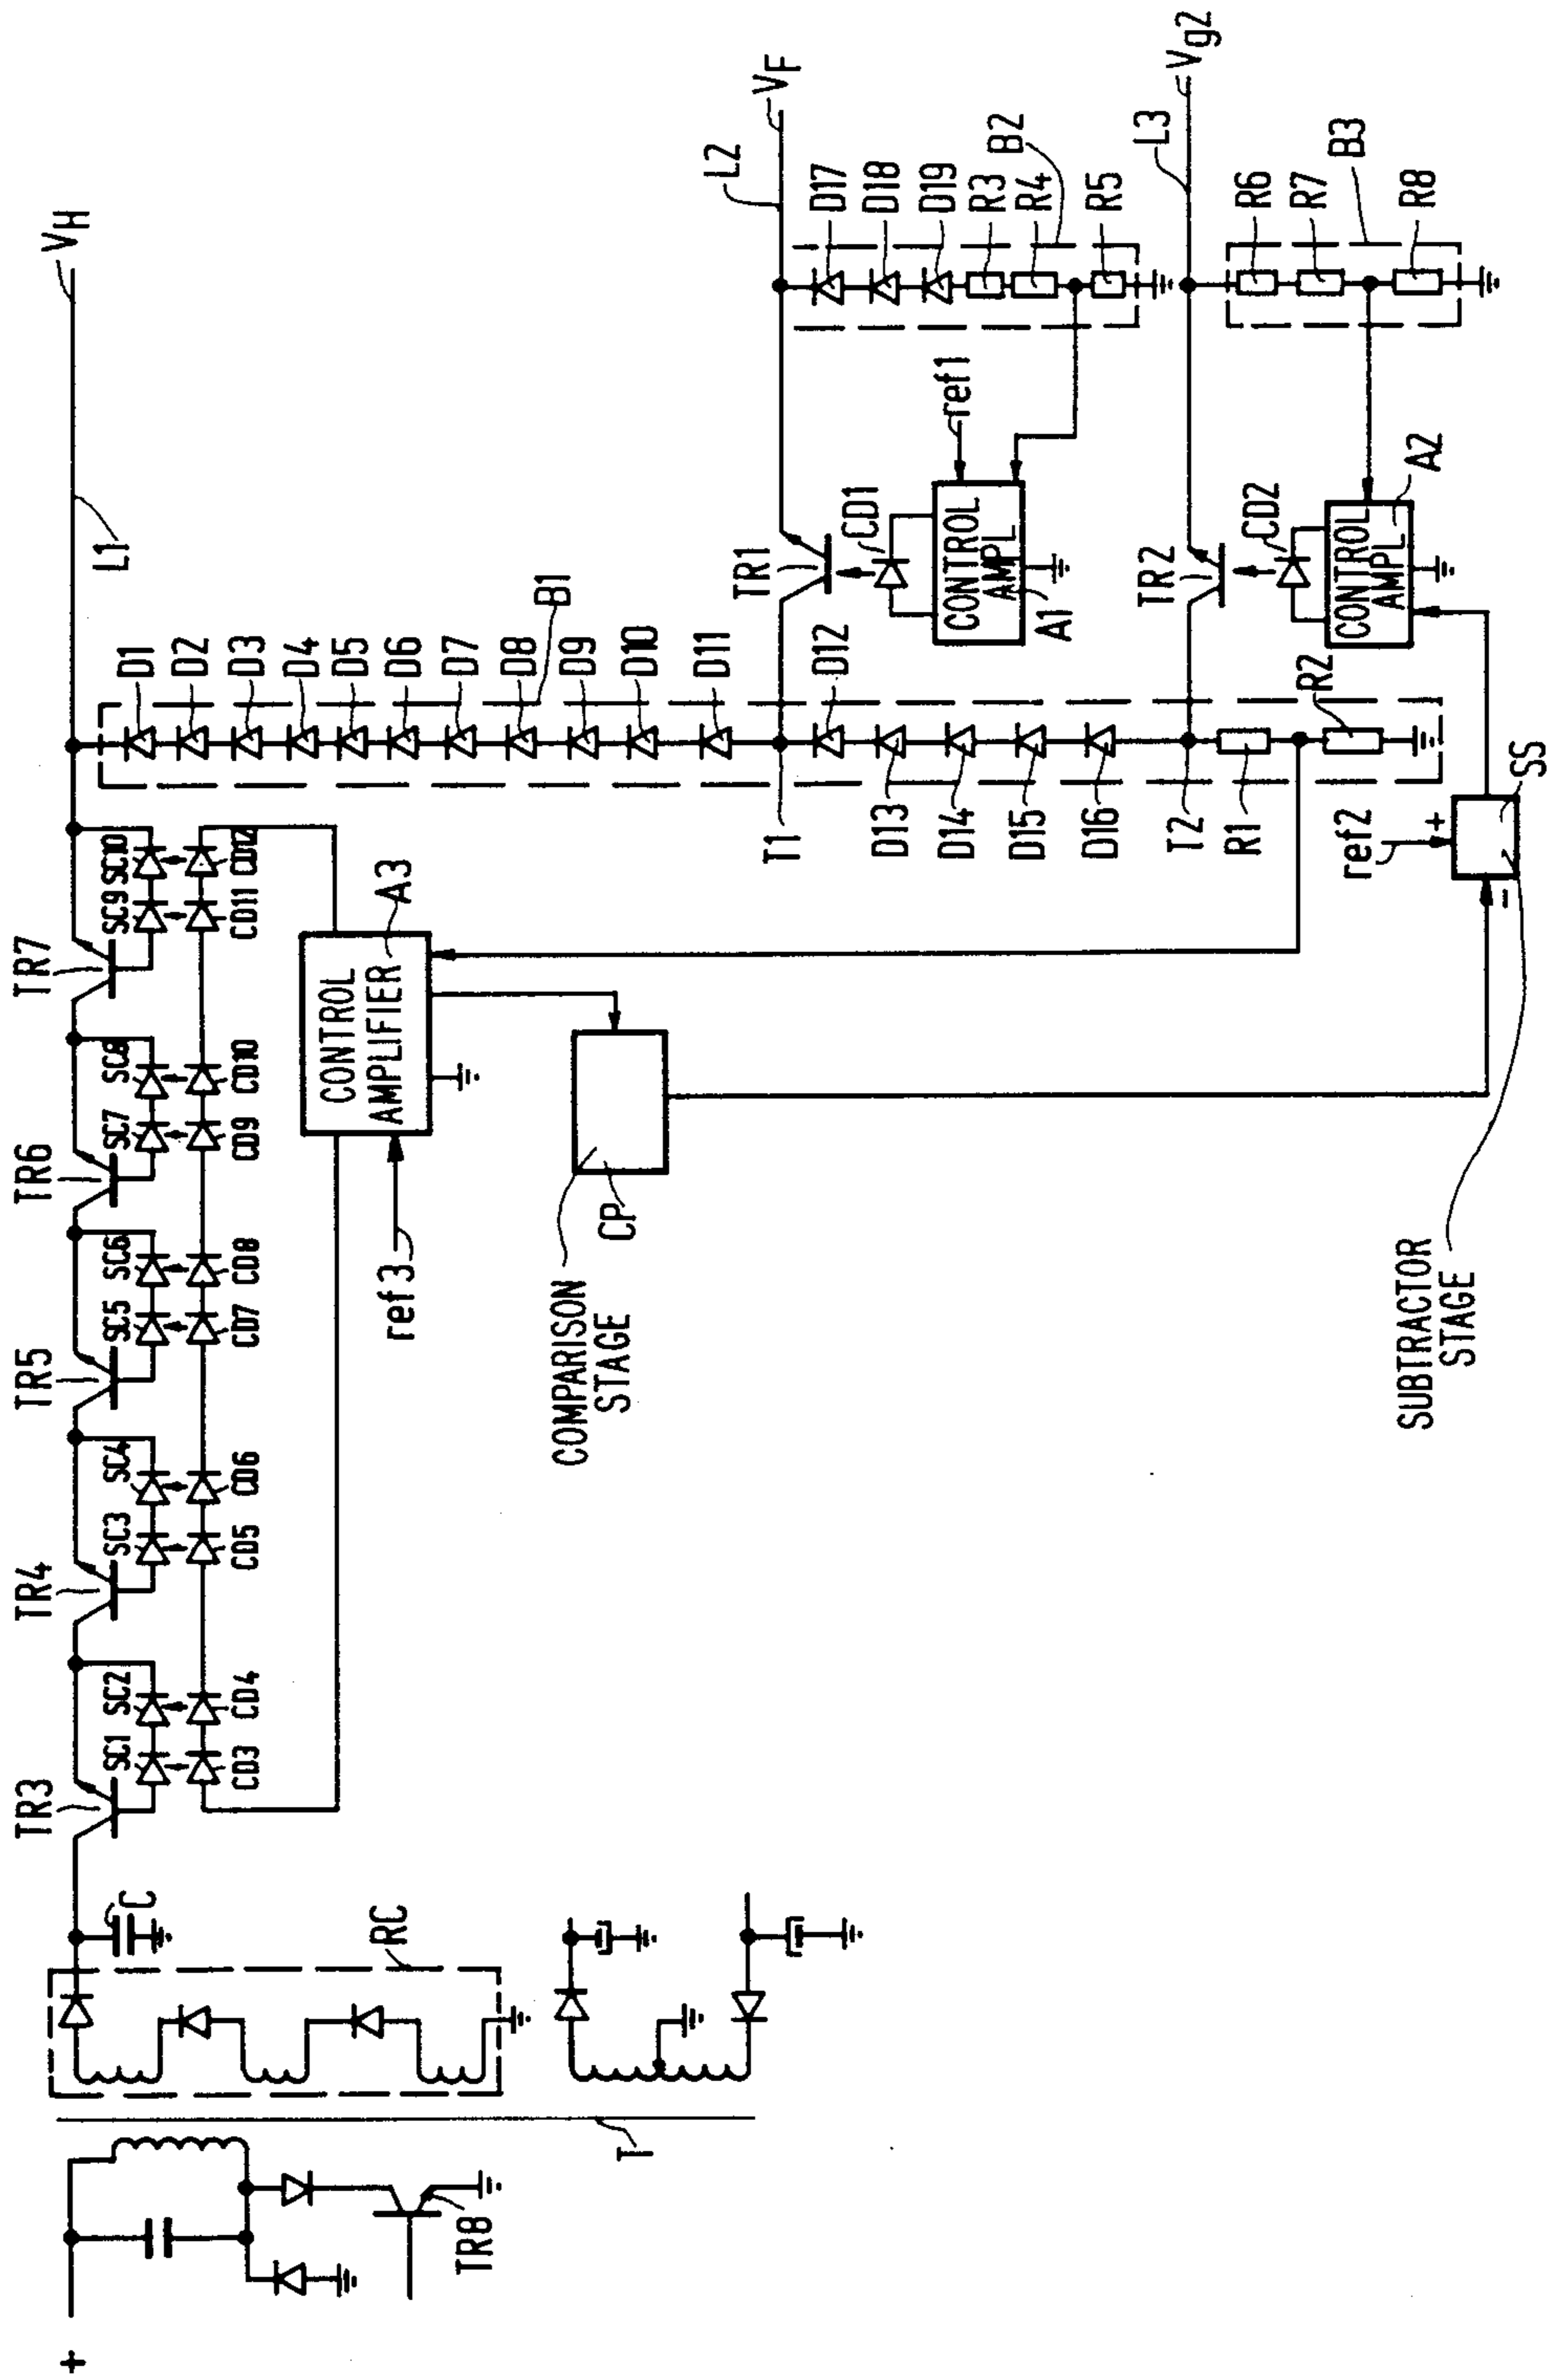 +
TR8
T
RC
C
TR3
TR4
TR5
TR6
TR7
SC1
SC2
SC3
SC4
SC5
SC6
SC7
SC8
SC9
SC10
CD3
CD4
CD5
CD6
CD7
CD8
CD9
CD10
CD11
CD12
ref3
CONTROL
AMPLIFIER
A3
COMPARISON
STAGE
CP
L1
VH
D1
D2
D3
D4
D5
D6
D7
D8
D9
D10
D11
B1
T1
D12
D13
D14
D15
D16
T2
R1
R2
TR1
CD1
CONTROL
AMPL
A1
ref1
L2
VF
D17
D18
D19
R3
R4
R5
B2
TR2
CD2
CONTROL
AMPL
A2
L3
Vg2
R6
R7
R8
B3
ref2
+
-
SS
SUBTRACTOR
STAGE